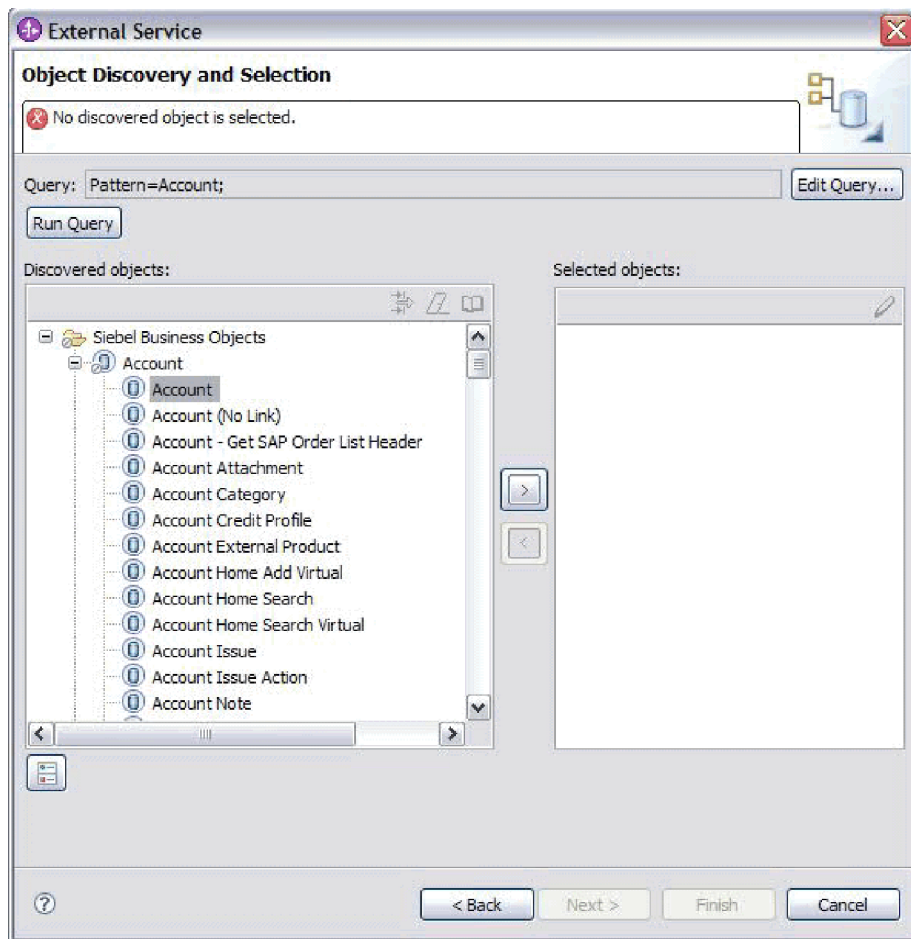 External Service
Object Discovery and Selection
No discovered object is selected.
Query: Pattern=Account; Edit Query...
Run Query
Discovered objects: Selected objects:
Siebel Business Objects
Account
Account
Account (No Link)
Account - Get SAP Order List Header
Account Attachment
Account Category
Account Credit Profile
Account External Product
Account Home Add Virtual
Account Home Search
Account Home Search Virtual
Account Issue
Account Issue Action
Account Note
>
<
? < Back Next > Finish Cancel